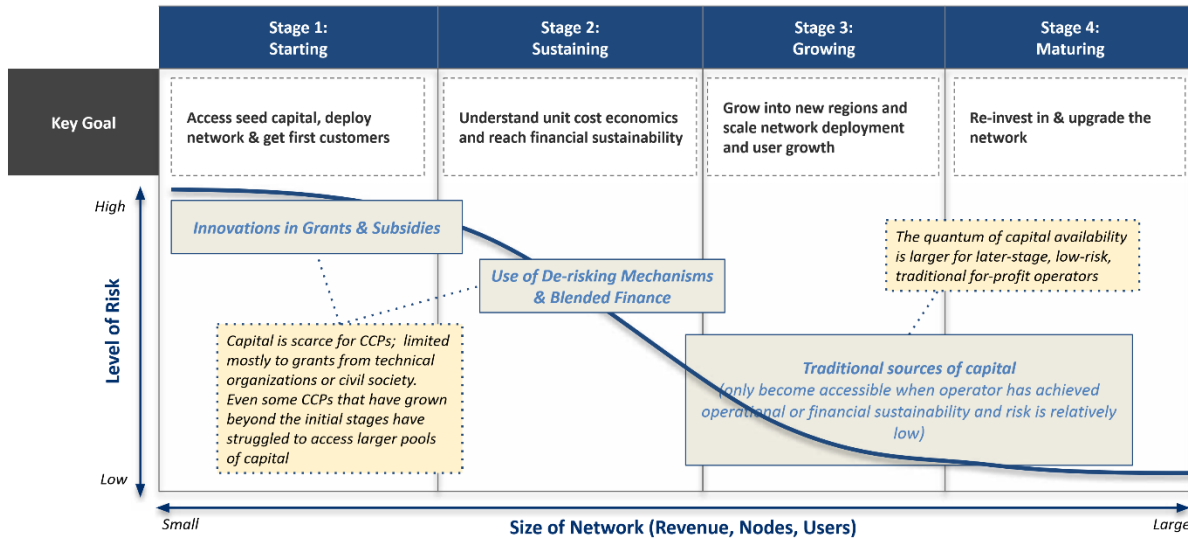 Stage 1:
Starting
Stage 2:
Sustaining
Stage 3:
Growing
Stage 4:
Maturing
Key Goal
Access seed capital, deploy
network & get first customers
Understand unit cost economics
and reach financial sustainability
Grow into new regions and
scale network deployment
and user growth
Re-invest in & upgrade the
network
High
Level of Risk
Low
Innovations in Grants & Subsidies
Use of De-risking Mechanisms
& Blended Finance
The quantum of capital availability
is larger for later-stage, low-risk,
traditional for-profit operators
Capital is scarce for CCPs; limited
mostly to grants from technical
organizations or civil society.
Even some CCPs that have grown
beyond the initial stages have
struggled to access larger pools
of capital
Traditional sources of capital
(only become accessible when operator has achieved
operational or financial sustainability and risk is relatively
low)
Small
Size of Network (Revenue, Nodes, Users)
Large